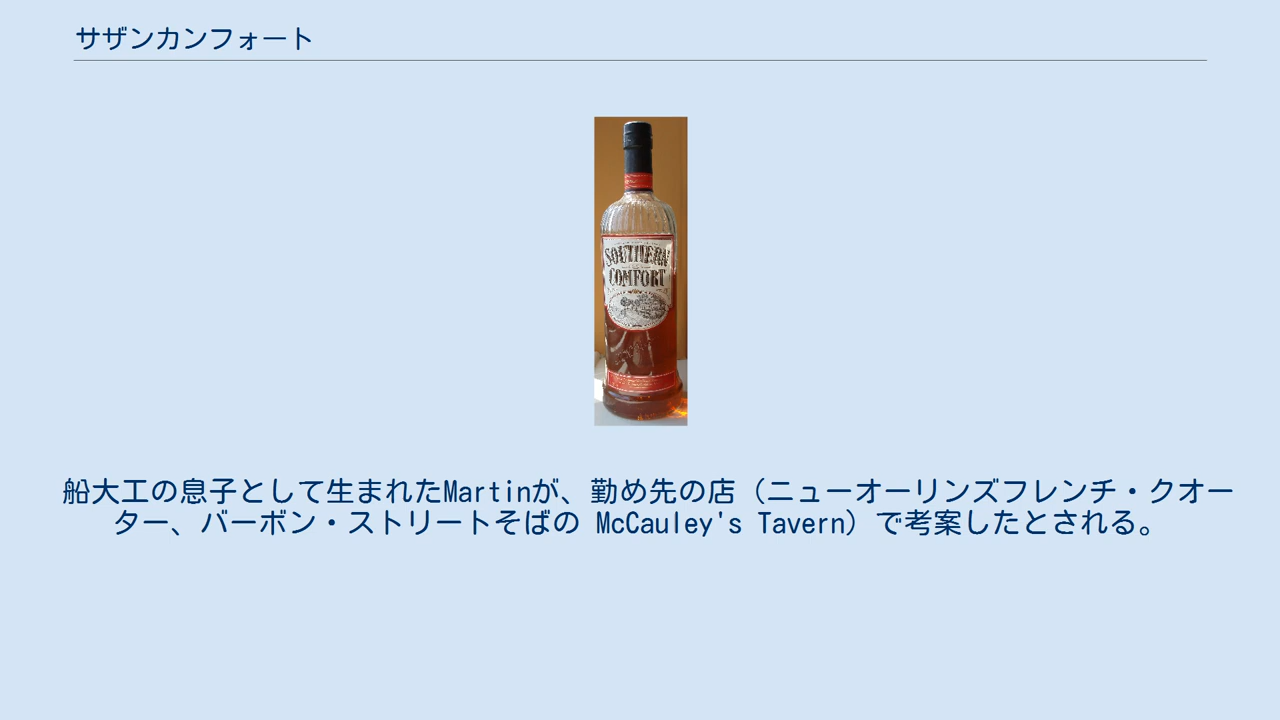 サザンカンフォート
SOUTHERN
COMFORT
船大工の息子として生まれたMartinが、勤め先の店（ニューオーリンズフレンチ・クオー
ター、バーボン・ストリートそばの McCauley's Tavern）で考案したとされる。